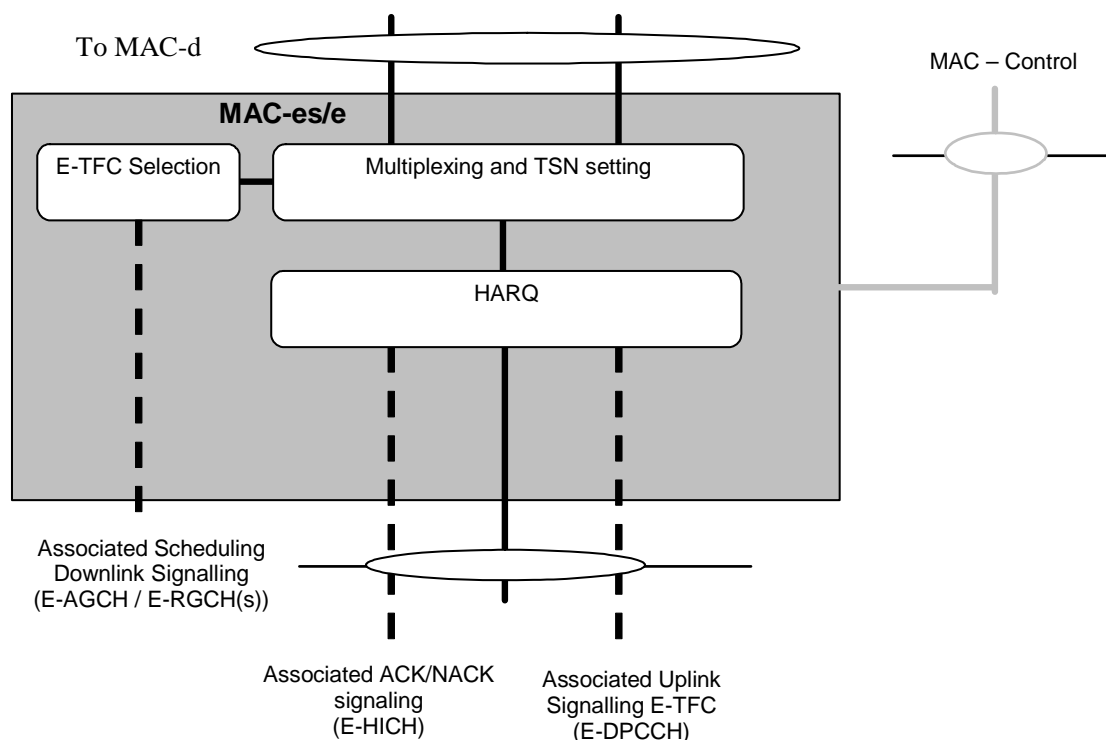 To MAC-d
MAC – Control
MAC-es/e
E-TFC Selection
Multiplexing and TSN setting
HARQ
Associated Scheduling
Downlink Signalling
(E-AGCH / E-RGCH(s))
Associated ACK/NACK
signaling
(E-HICH)
Associated Uplink
Signalling E-TFC
(E-DPCCH)